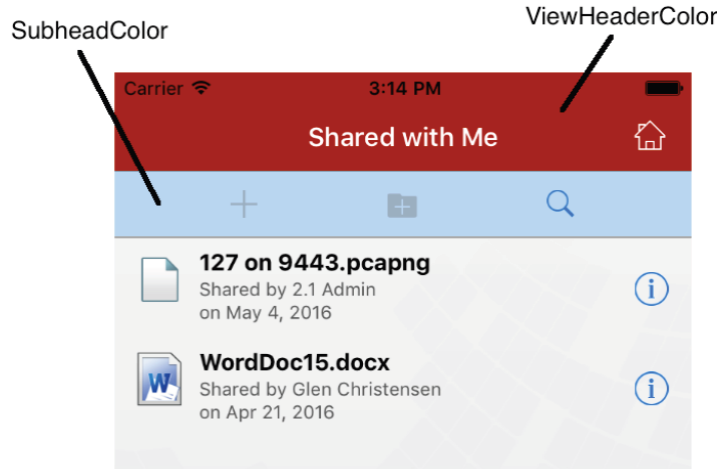 SubheadColor
ViewHeaderColor
Carrier
3:14 PM
Shared with Me
127 on 9443.pcapng
Shared by 2.1 Admin
on May 4, 2016
WordDoc15.docx
Shared by Glen Christensen
on Apr 21, 2016